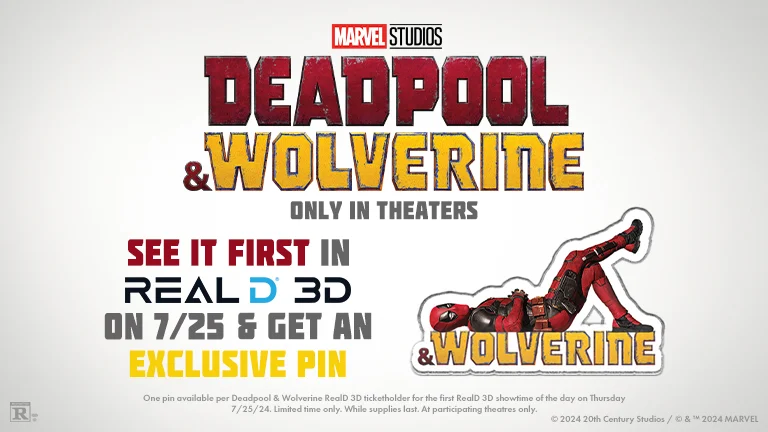 MARVEL STUDIOS
DEADPOOL
&WOLVERINE
ONLY IN THEATERS
SEE IT FIRST IN
REAL D 3D
ON 7/25 & GET AN
EXCLUSIVE PIN
&WOLVERINE
One pin available per Deadpool & Wolverine RealD 3D ticketholder for the first RealD 3D showtime of the day on Thursday
7/25/24. Limited time only. While supplies last. At participating theatres only.
R
© 2024 20th Century Studios / © & ™ 2024 MARVEL